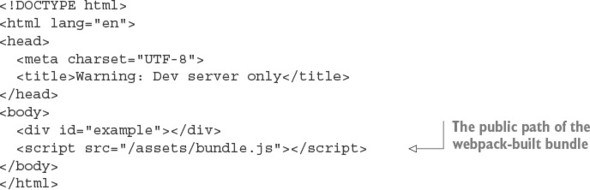 <!DOCTYPE html>
<html lang="en">
<head>
  <meta charset="UTF-8">
  <title>Warning: Dev server only</title>
</head>
<body>
  <div id="example"></div>
  <script src="/assets/bundle.js"></script>
</body>
</html>
The public path of the
webpack-built bundle